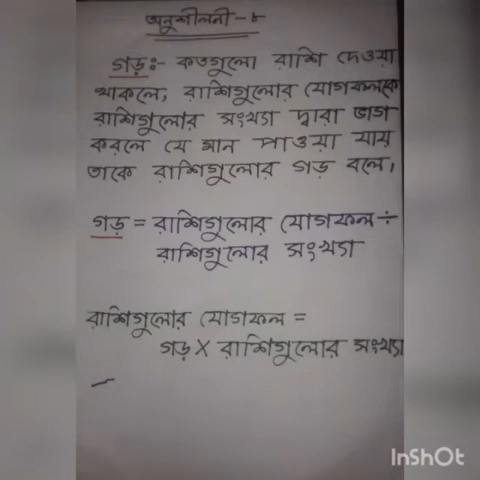 অনুশীলনী-৮
গড়ঃ- কতগুলো রাশি দেওয়া
থাকলে, রাশিগুলোর যোগফলকে
রাশিগুলোর সংখ্যা দ্বারা ভাগ
করলে যে মান পাওয়া যায়
তাকে রাশিগুলোর গড় বলে।
গড় = রাশিগুলোর যোগফল ÷
রাশিগুলোর সংখ্যা
রাশিগুলোর যোগফল =
গড় X রাশিগুলোর সংখ্যা
InShOt